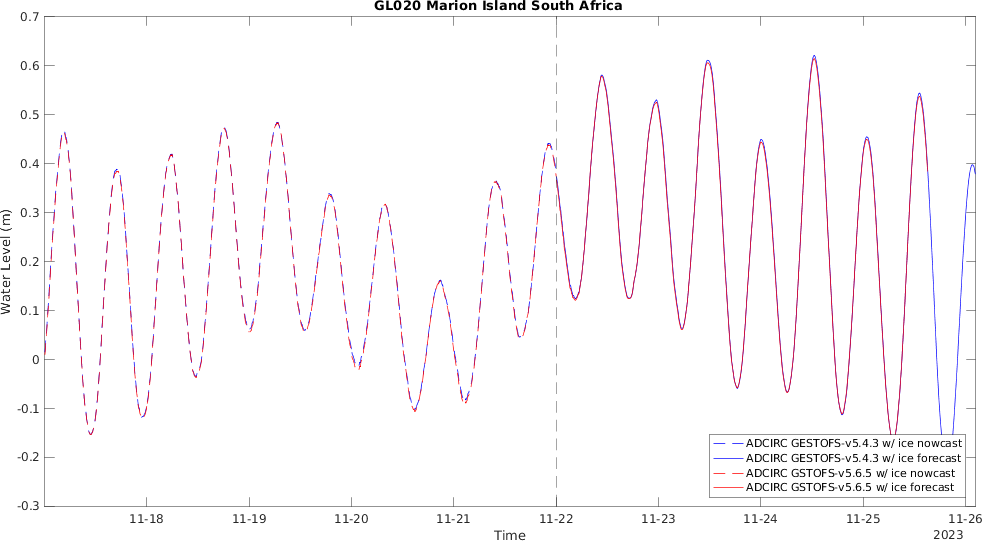 GL020 Marion Island South Africa
Water Level (m)
0.7
0.6
0.5
0.4
0.3
0.2
0.1
0
-0.1
-0.2
-0.3
ADCIRC GESTOFS-v5.4.3 w/ ice nowcast
ADCIRC GESTOFS-v5.4.3 w/ ice forecast
ADCIRC GSTOFS-v5.6.5 w/ ice nowcast
ADCIRC GSTOFS-v5.6.5 w/ ice forecast
11-18 11-19 11-20 11-21 11-22 11-23 11-24 11-25 11-26
Time 2023